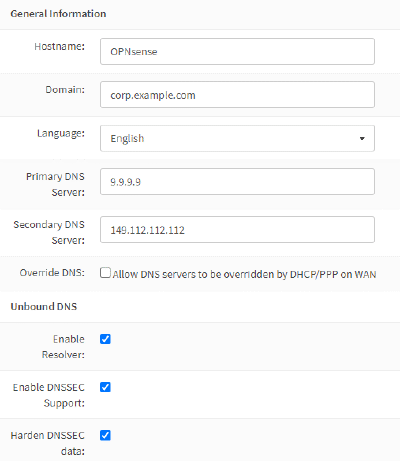 General Information
Hostname:
OPNsense
Domain:
corp.example.com
Language:
English
Primary DNS
Server:
9.9.9.9
Secondary DNS
Server:
149.112.112.112
Override DNS:
Allow DNS servers to be overridden by DHCP/PPP on WAN
Unbound DNS
Enable
Resolver:
Enable DNSSEC
Support:
Harden DNSSEC
data: